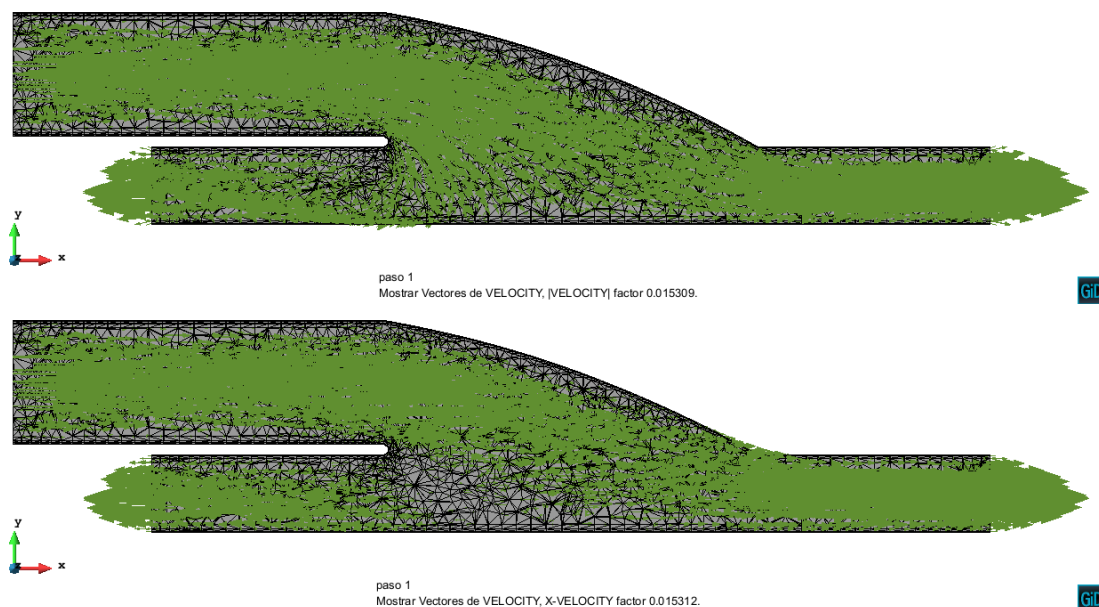 y
x
paso 1
Mostrar Vectores de VELOCITY, |VELOCITY| factor 0.015309.
GiD
y
x
paso 1
Mostrar Vectores de VELOCITY, X-VELOCITY factor 0.015312.
GiD